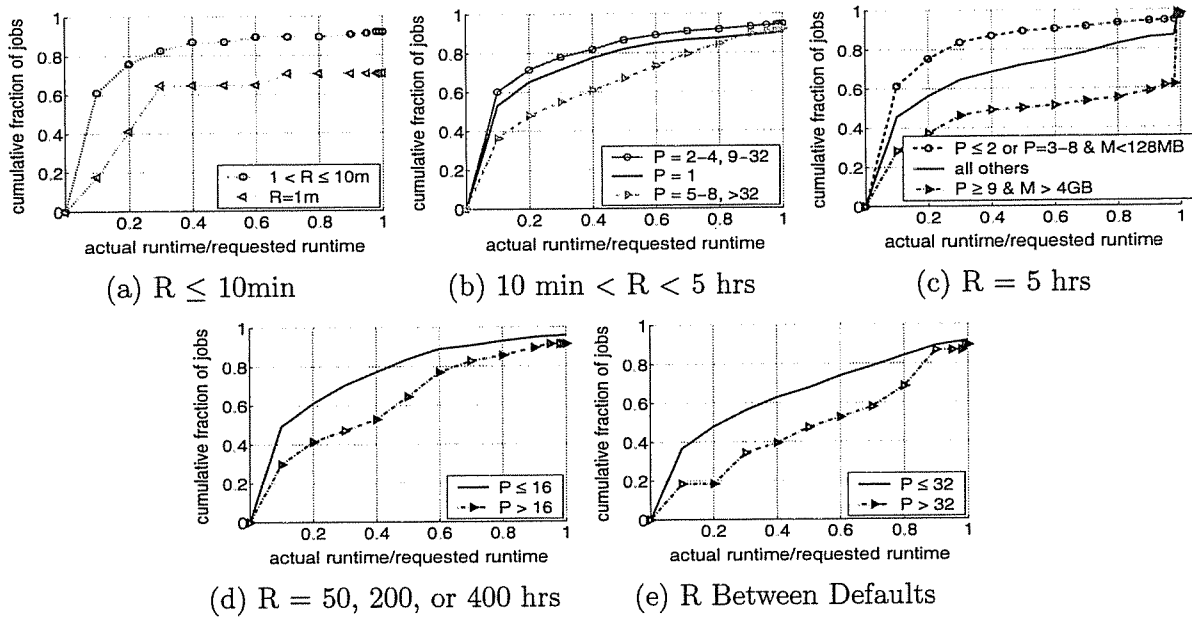 cumulative fraction of jobs
1
0.8
0.6
0.4
0.2
0
0.2 0.4 0.6 0.8 1
actual runtime/requested runtime
1 < R ≤ 10m
R=1m
(a) R ≤ 10min
cumulative fraction of jobs
1
0.8
0.6
0.4
0.2
0
0.2 0.4 0.6 0.8 1
actual runtime/requested runtime
P = 2−4, 9−32
P = 1
P = 5−8, >32
(b) 10 min < R < 5 hrs
cumulative fraction of jobs
1
0.8
0.6
0.4
0.2
0
0.2 0.4 0.6 0.8 1
actual runtime/requested runtime
P ≤ 2 or P=3−8 & M<128MB
all others
P ≥ 9 & M > 4GB
(c) R = 5 hrs
cumulative fraction of jobs
1
0.8
0.6
0.4
0.2
0
0.2 0.4 0.6 0.8 1
actual runtime/requested runtime
P ≤ 16
P > 16
(d) R = 50, 200, or 400 hrs
cumulative fraction of jobs
1
0.8
0.6
0.4
0.2
0
0.2 0.4 0.6 0.8 1
actual runtime/requested runtime
P ≤ 32
P > 32
(e) R Between Defaults